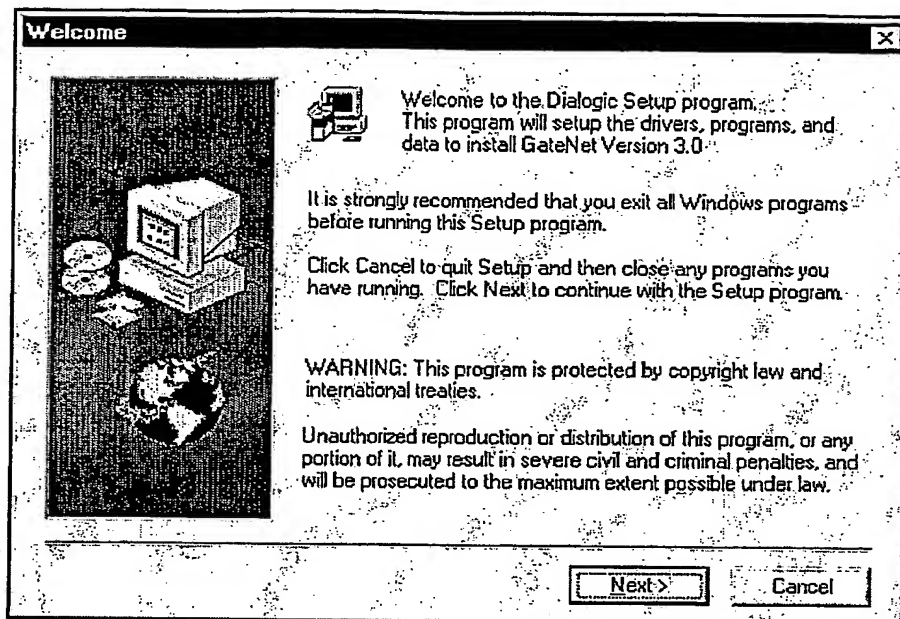 Welcome
Welcome to the Dialogic Setup program.
This program will setup the drivers, programs, and
data to install GateNet Version 3.0
It is strongly recommended that you exit all Windows programs
before running this Setup program.
Click Cancel to quit Setup and then close any programs you
have running. Click Next to continue with the Setup program.
WARNING: This program is protected by copyright law and
international treaties.
Unauthorized reproduction or distribution of this program, or any
portion of it, may result in severe civil and criminal penalties, and
will be prosecuted to the maximum extent possible under law.
Next >
Cancel